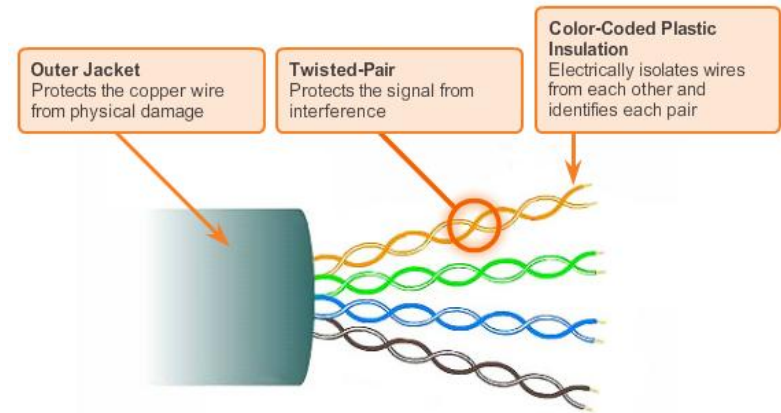 Outer Jacket
Protects the copper wire
from physical damage
Twisted-Pair
Protects the signal from
interference
Color-Coded Plastic
Insulation
Electrically isolates wires
from each other and
identifies each pair